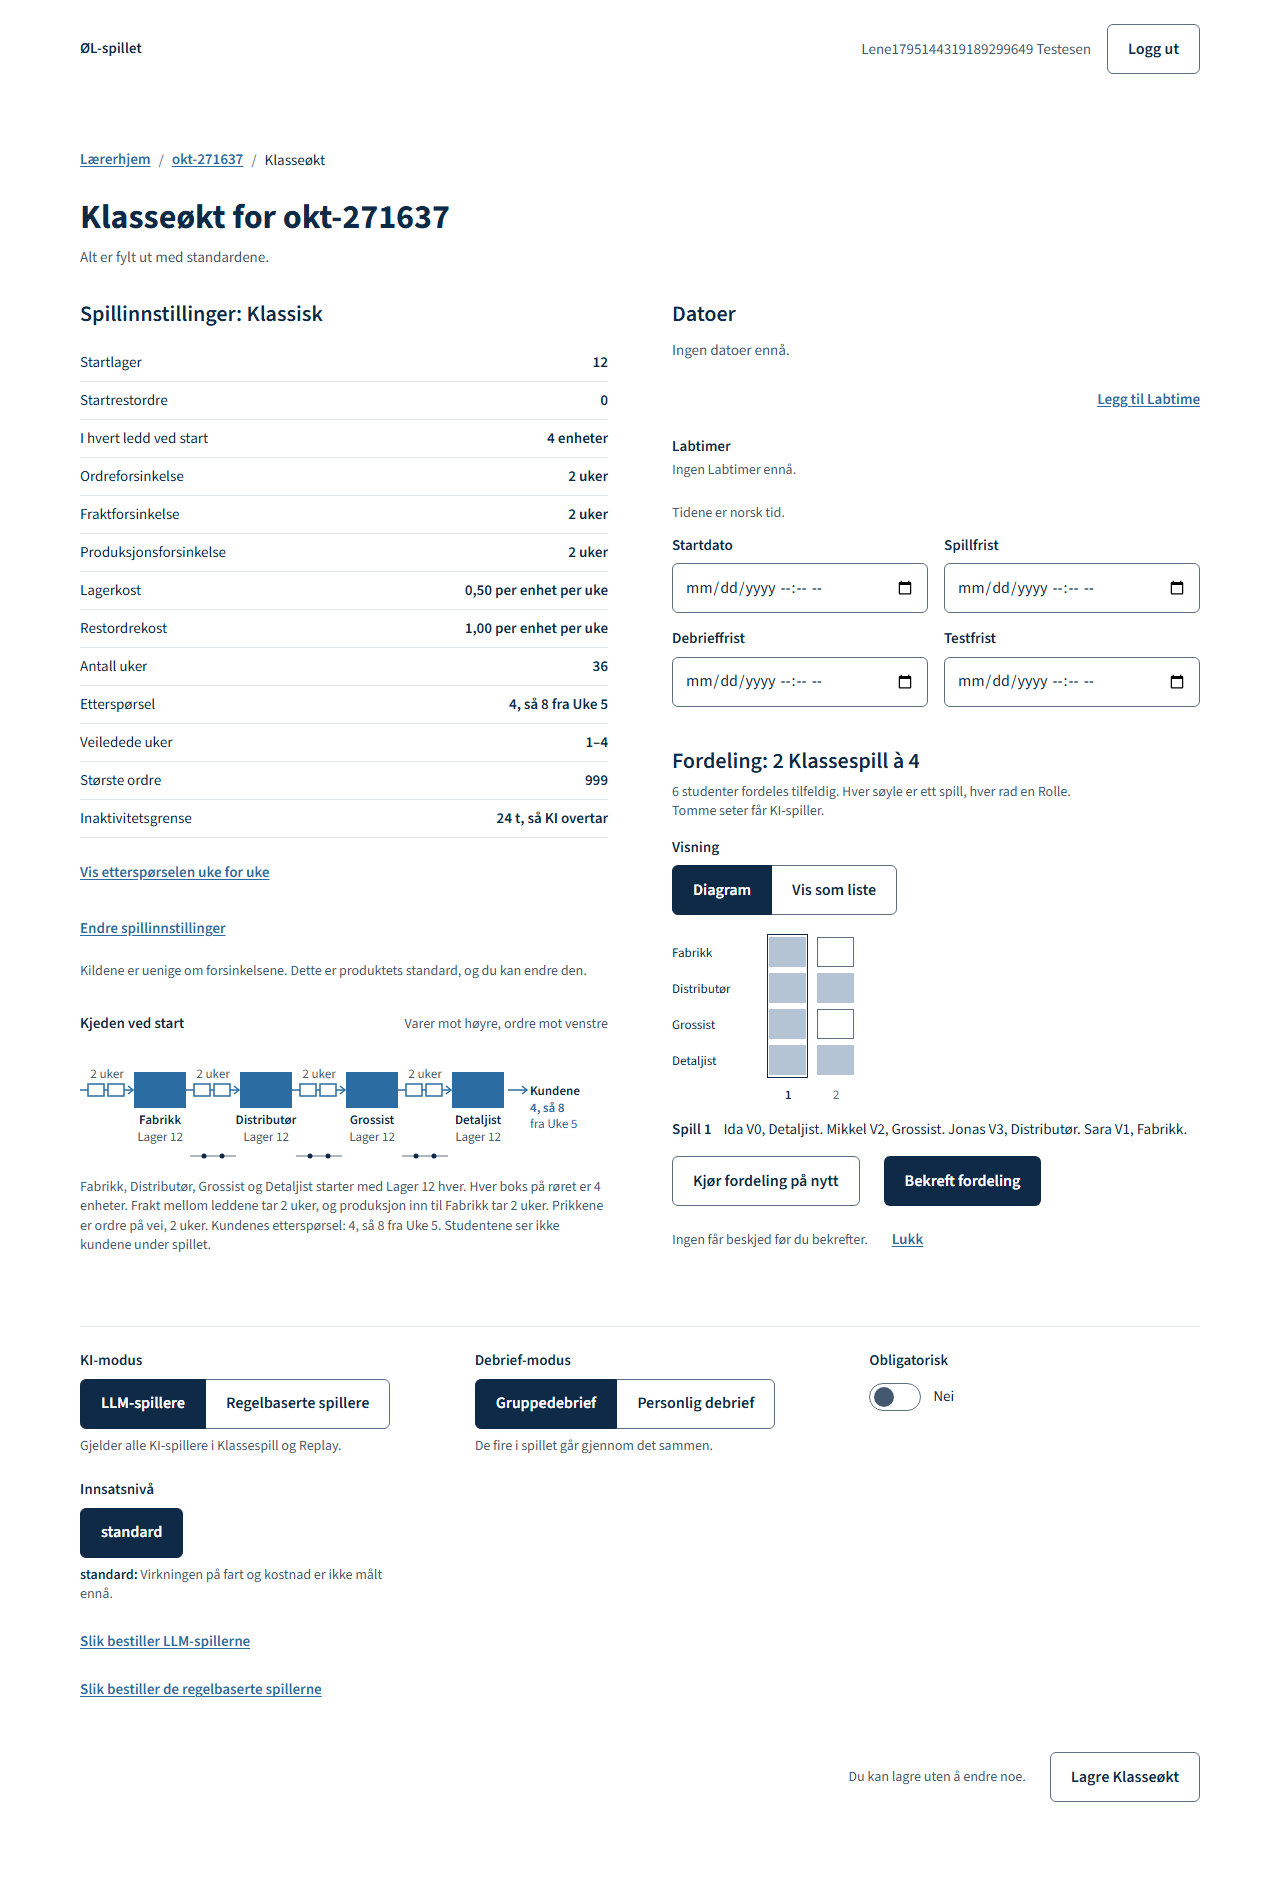 ØL-spillet
Lene1795144319189299649 Testesen
Logg ut
Lærerhjem / okt-271637 / Klasseøkt
Klasseøkt for okt-271637
Alt er fylt ut med standardene.
Spillinnstillinger: Klassisk
Startlager 12
Startrestordre 0
I hvert ledd ved start 4 enheter
Ordreforsinkelse 2 uker
Fraktforsinkelse 2 uker
Produksjonsforsinkelse 2 uker
Lagerkost 0,50 per enhet per uke
Restordrekost 1,00 per enhet per uke
Antall uker 36
Etterspørsel 4, så 8 fra Uke 5
Veiledede uker 1–4
Største ordre 999
Inaktivitetsgrense 24 t, så KI overtar
Vis etterspørselen uke for uke
Endre spillinnstillinger
Kildene er uenige om forsinkelsene. Dette er produktets standard, og du kan endre den.
Kjeden ved start
Varer mot høyre, ordre mot venstre
2 uker 2 uker 2 uker 2 uker
Kundene
4, så 8
fra Uke 5
Fabrikk Distributør Grossist Detaljist
Lager 12 Lager 12 Lager 12 Lager 12
Fabrikk, Distributør, Grossist og Detaljist starter med Lager 12 hver. Hver boks på røret er 4
enheter. Frakt mellom leddene tar 2 uker, og produksjon inn til Fabrikk tar 2 uker. Prikkene
er ordre på vei, 2 uker. Kundenes etterspørsel: 4, så 8 fra Uke 5. Studentene ser ikke
kundene under spillet.
Datoer
Ingen datoer ennå.
Legg til Labtime
Labtimer
Ingen Labtimer ennå.
Tidene er norsk tid.
Startdato Spillfrist
mm/dd/yyyy --:-- -- mm/dd/yyyy --:-- --
Debrieffrist Testfrist
mm/dd/yyyy --:-- -- mm/dd/yyyy --:-- --
Fordeling: 2 Klassespill à 4
6 studenter fordeles tilfeldig. Hver søyle er ett spill, hver rad en Rolle.
Tomme seter får KI-spiller.
Visning
Diagram Vis som liste
Fabrikk
Distributør
Grossist
Detaljist
1 2
Spill 1 Ida V0, Detaljist. Mikkel V2, Grossist. Jonas V3, Distributør. Sara V1, Fabrikk.
Kjør fordeling på nytt Bekreft fordeling
Ingen får beskjed før du bekrefter. Lukk
KI-modus
LLM-spillere Regelbaserte spillere
Gjelder alle KI-spillere i Klassespill og Replay.
Debrief-modus
Gruppedebrief Personlig debrief
De fire i spillet går gjennom det sammen.
Obligatorisk
Nei
Innsatsnivå
standard
standard: Virkningen på fart og kostnad er ikke målt
ennå.
Slik bestiller LLM-spillerne
Slik bestiller de regelbaserte spillerne
Du kan lagre uten å endre noe.
Lagre Klasseøkt